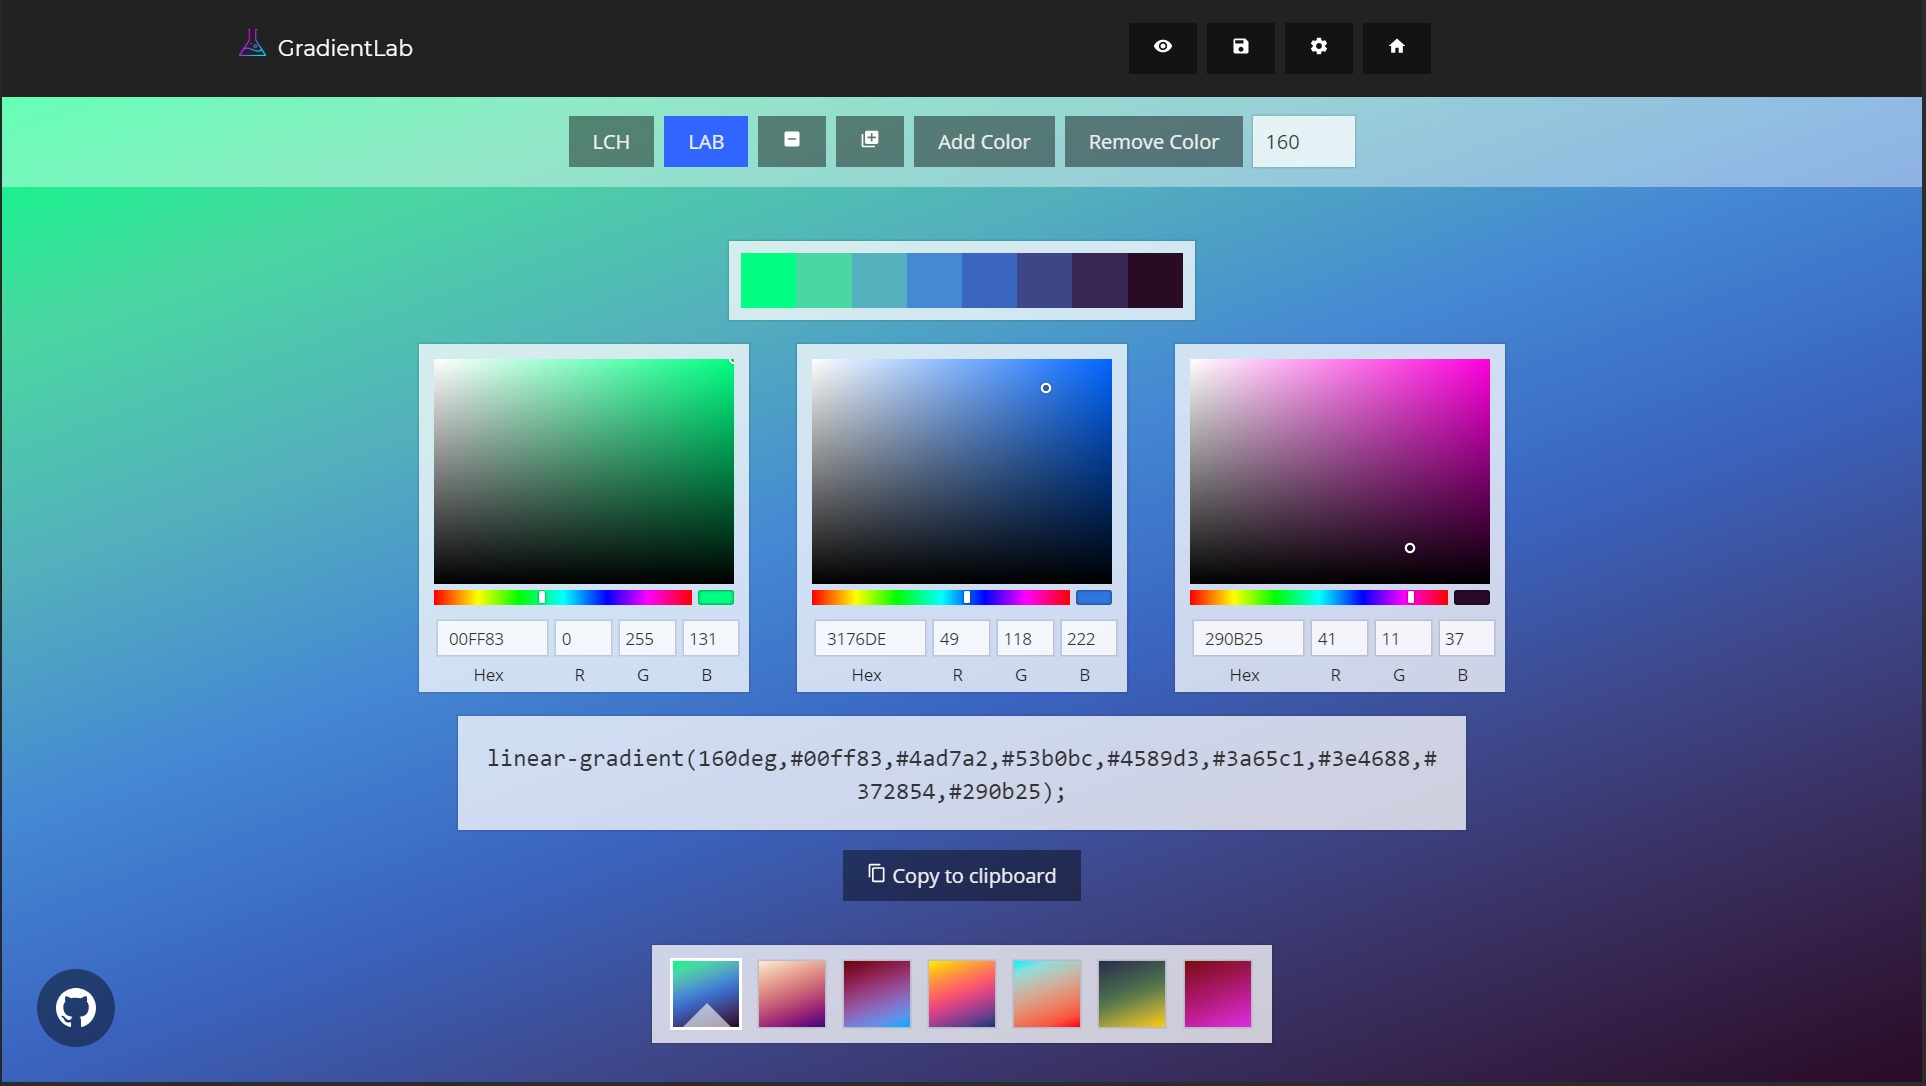 GradientLab
LCH LAB Add Color Remove Color 160
00FF83 0 255 131 3176DE 49 118 222 290B25 41 11 37
Hex R G B Hex R G B Hex R G B
linear-gradient(160deg,#00ff83,#4ad7a2,#53b0bc,#4589d3,#3a65c1,#3e4688,#
372854,#290b25);
Copy to clipboard